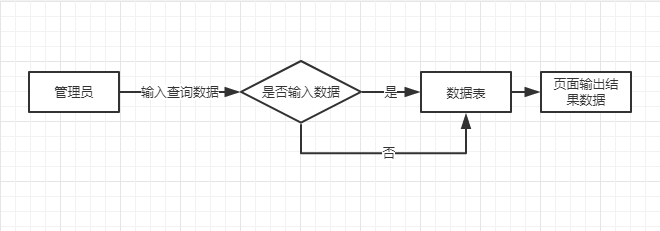 管理员
输入查询数据
是否输入数据
是
数据表
页面输出结
果数据
否